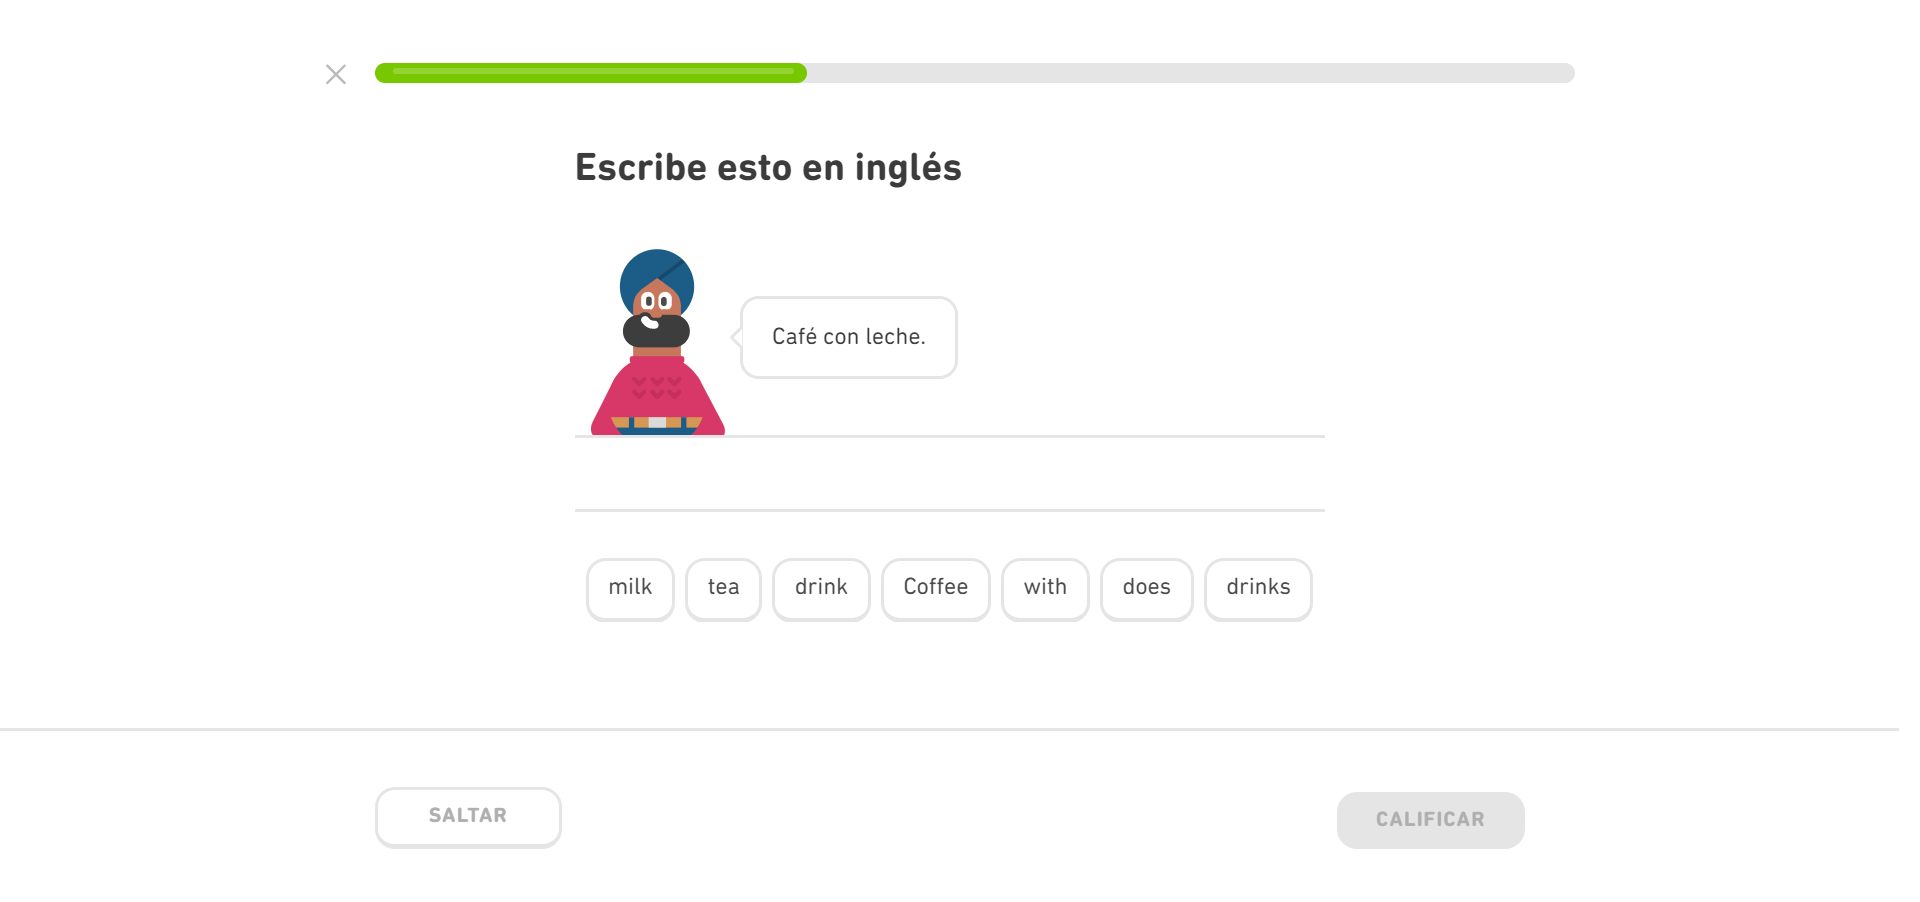 Escribe esto en inglés
Café con leche.
milk tea drink Coffee with does drinks
SALTAR CALIFICAR